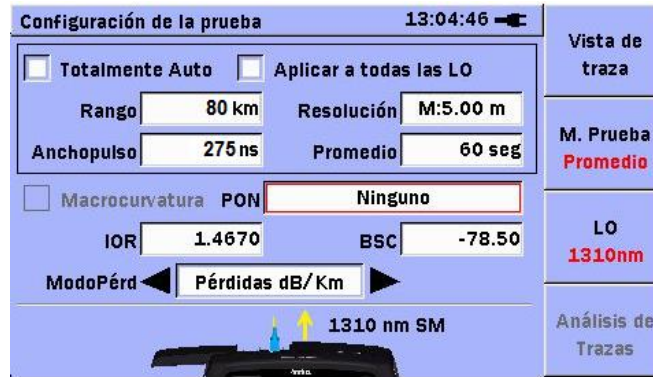 Configuración de la prueba 13:04:46
Totalmente Auto Aplicar a todas las LO
Rango 80 km Resolución M:5.00 m
Anchopulso 275 ns Promedio 60 seg
Macrocurvatura PON Ninguno
IOR 1.4670 BSC -78.50
ModoPérd Pérdidas dB/Km
1310 nm SM
Vista de
traza
M. Prueba
Promedio
LO
1310nm
Análisis de
Trazas